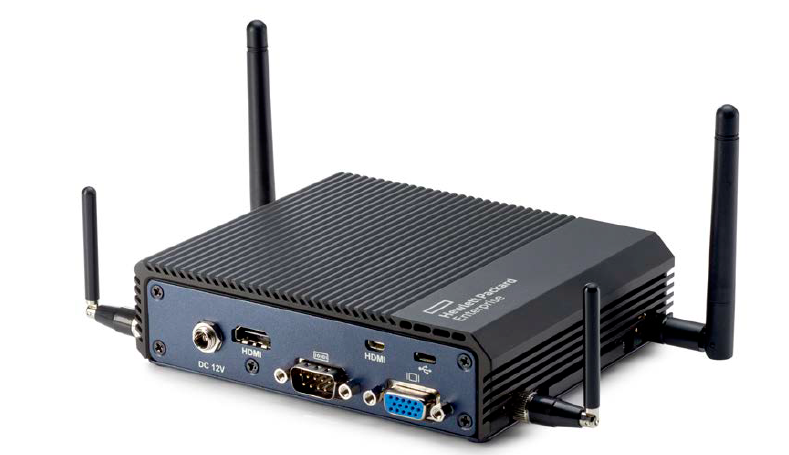 Hewlett Packard
Enterprise
HDMI
HDMI
DC 12V